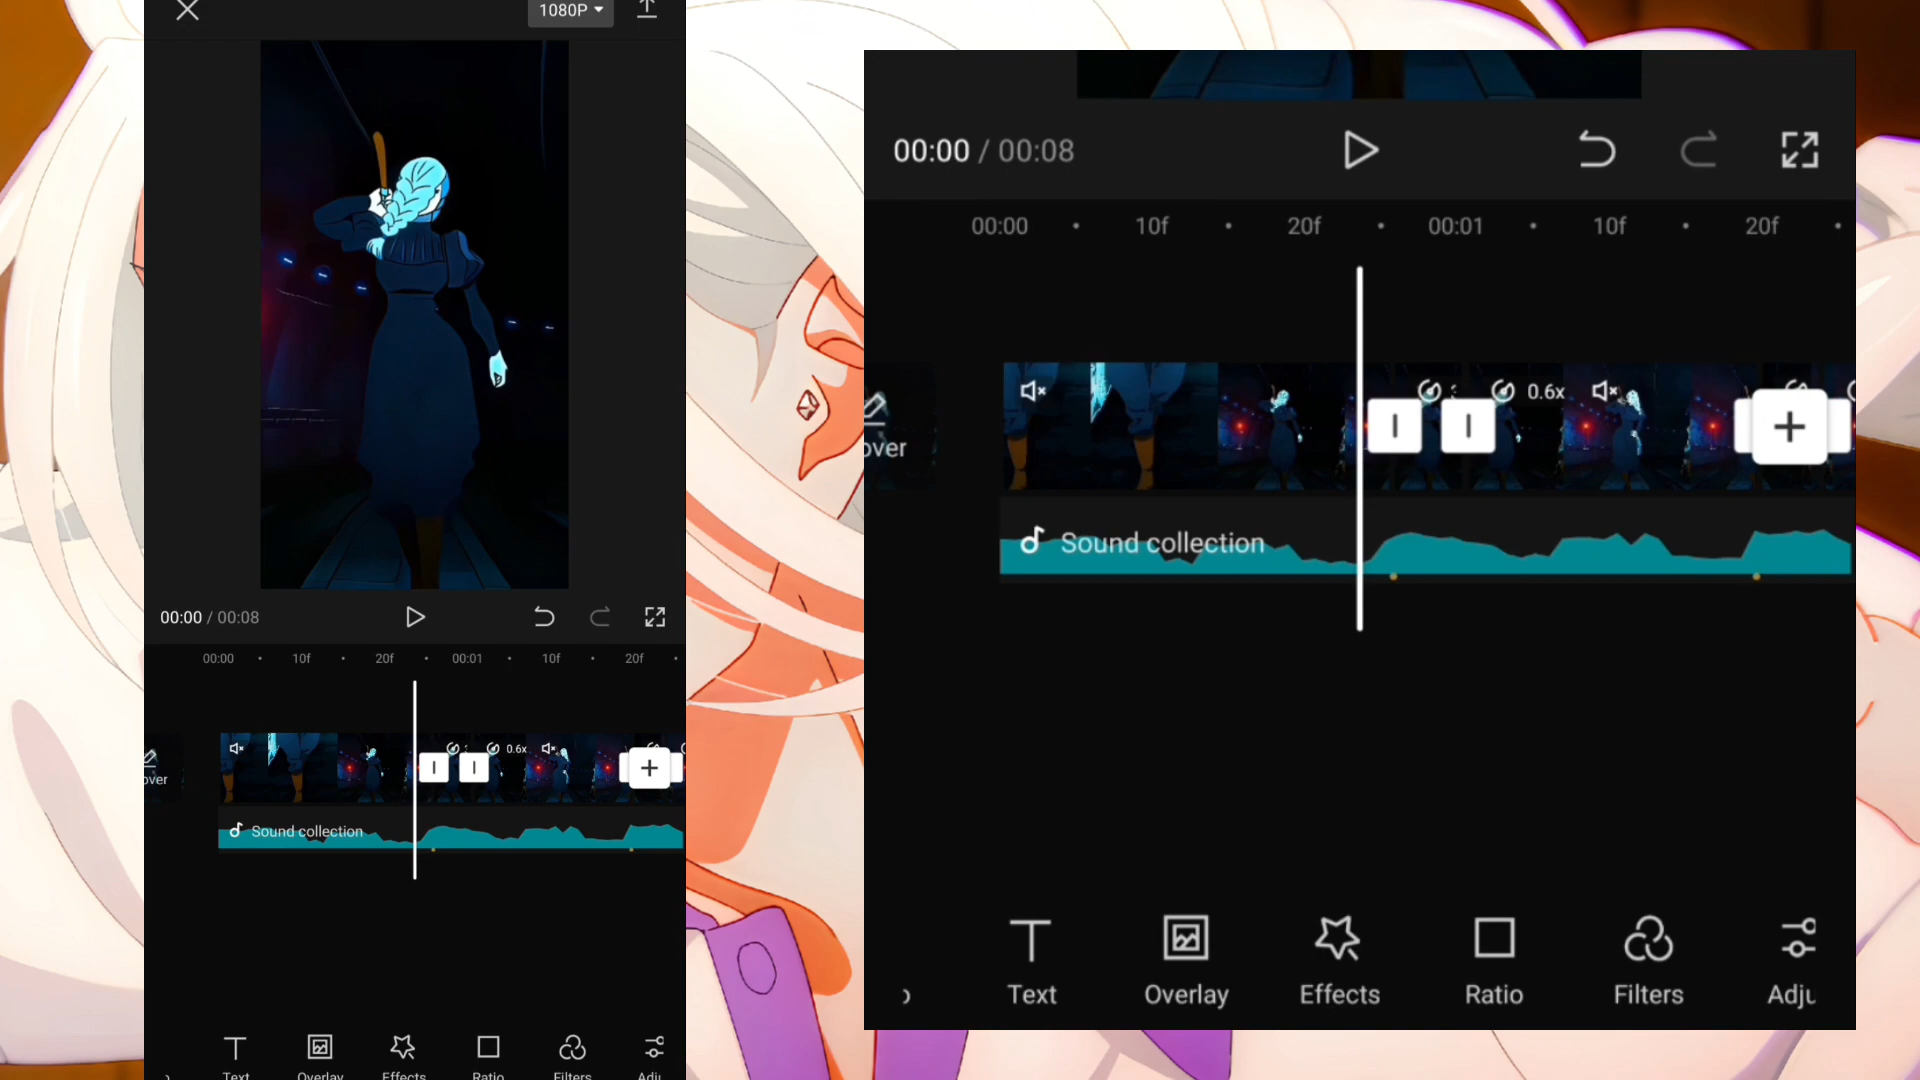 1080P
00:00 / 00:08
00:00 10f 20f 00:01 10f 20f
over
0.6x
Sound collection
Text Overlay Effects Ratio Filters Adju
00:00 / 00:08
00:00 10f 20f 00:01 10f 20f
over
0.6x
Sound collection
Text Overlay Effects Ratio Filters Adju